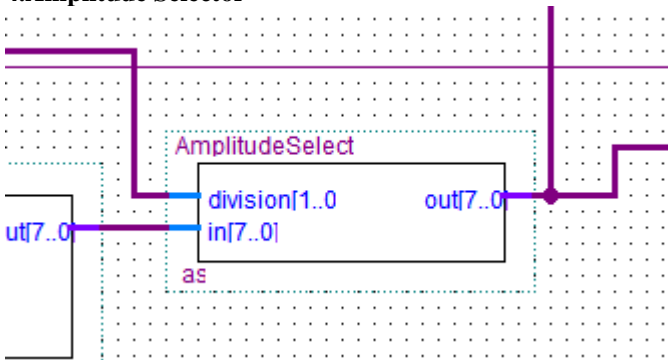 AmplitudeSelect
division[1..0
out[7..0]
ut[7..0]
in[7..0]
as